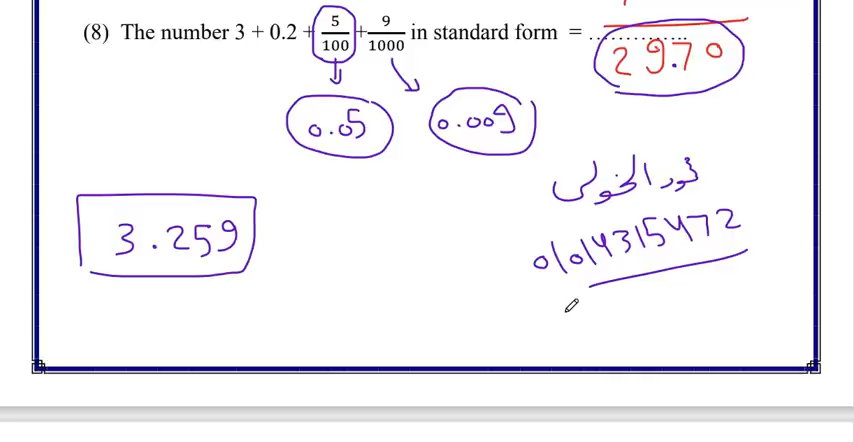 (8) The number 3 + 0.2 + 5/100 + 9/1000 in standard form = ..............
29.70
0.05 0.009
الخولى
3.259
01014315472